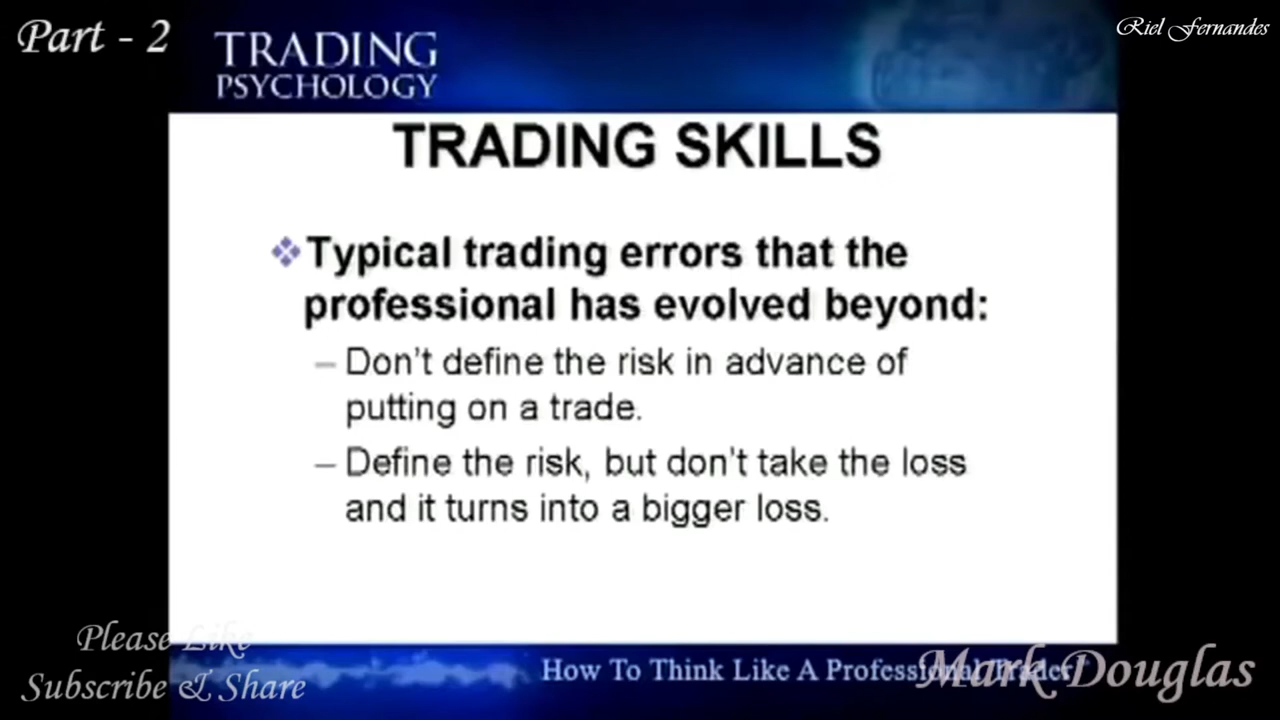 Part - 2
Riel Fernandes
TRADING
PSYCHOLOGY
TRADING SKILLS
Typical trading errors that the
professional has evolved beyond:
– Don't define the risk in advance of
putting on a trade.
– Define the risk, but don't take the loss
and it turns into a bigger loss.
Please Like
Subscribe & Share
How To Think Like A Professional Trader
Mark Douglas